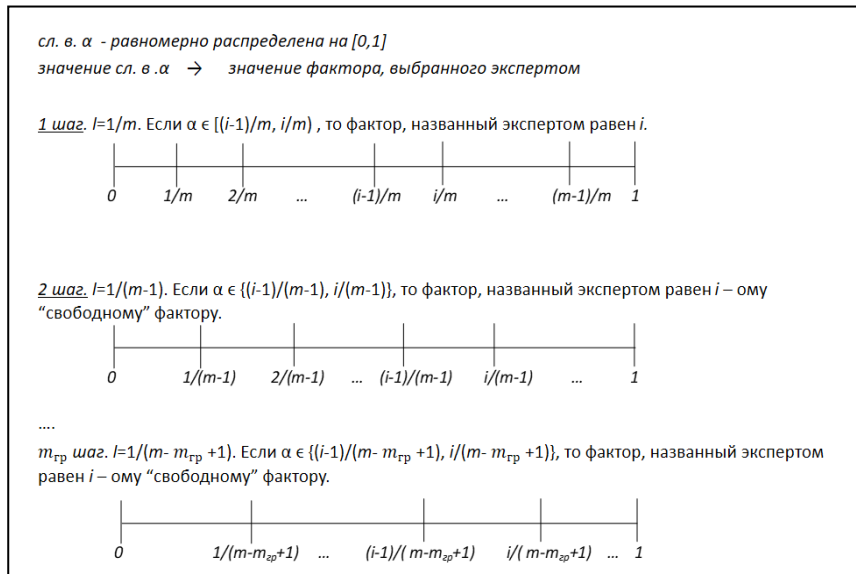 сл. в. α - равномерно распределена на [0,1]
значение сл. в .α → значение фактора, выбранного экспертом
1 шаг. l=1/m. Если α ϵ [(i-1)/m, i/m) , то фактор, названный экспертом равен i.
0 1/m 2/m ... (i-1)/m i/m ... (m-1)/m 1
2 шаг. l=1/(m-1). Если α ϵ {(i-1)/(m-1), i/(m-1)}, то фактор, названный экспертом равен i – ому
“свободному” фактору.
0 1/(m-1) 2/(m-1) ... (i-1)/(m-1) i/(m-1) ... 1
....
mгр шаг. l=1/(m- mгр +1). Если α ϵ {(i-1)/(m- mгр +1), i/(m- mгр +1)}, то фактор, названный экспертом
равен i – ому “свободному” фактору.
0 1/(m-mгр+1) ... (i-1)/( m-mгр+1) i/( m-mгр+1) ... 1